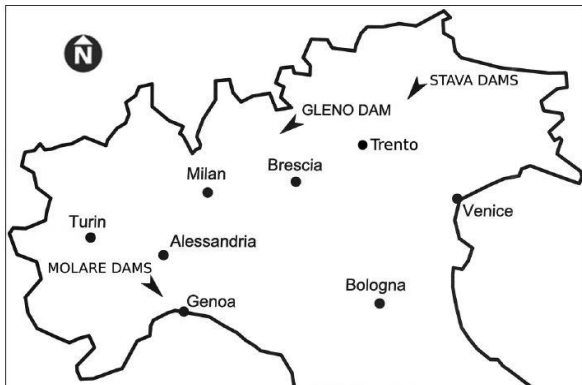 N
STAVA DAMS
GLENO DAM
Trento
Brescia
Milan
Venice
Turin
Alessandria
MOLARE DAMS
Bologna
Genoa